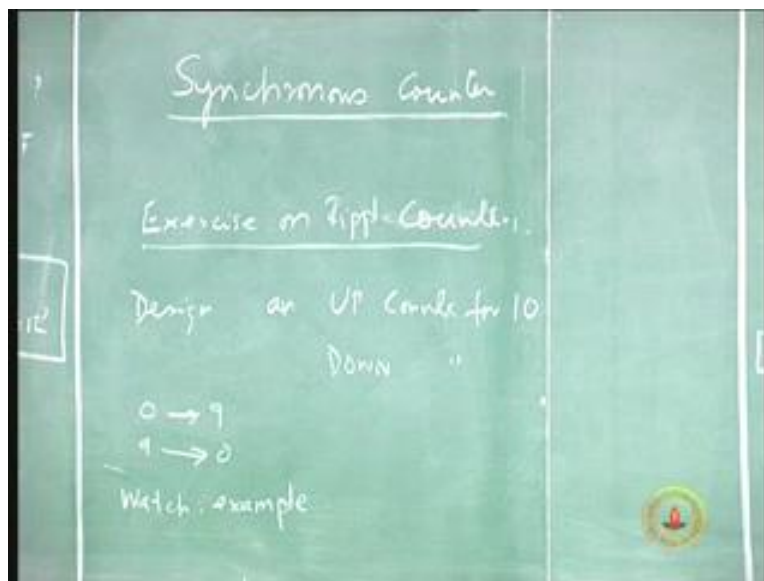 Synchronous Counter
Exercise on Ripple Counter.
Design an UP Counter for 10
DOWN "
0 → 9
9 → 0
Watch: example